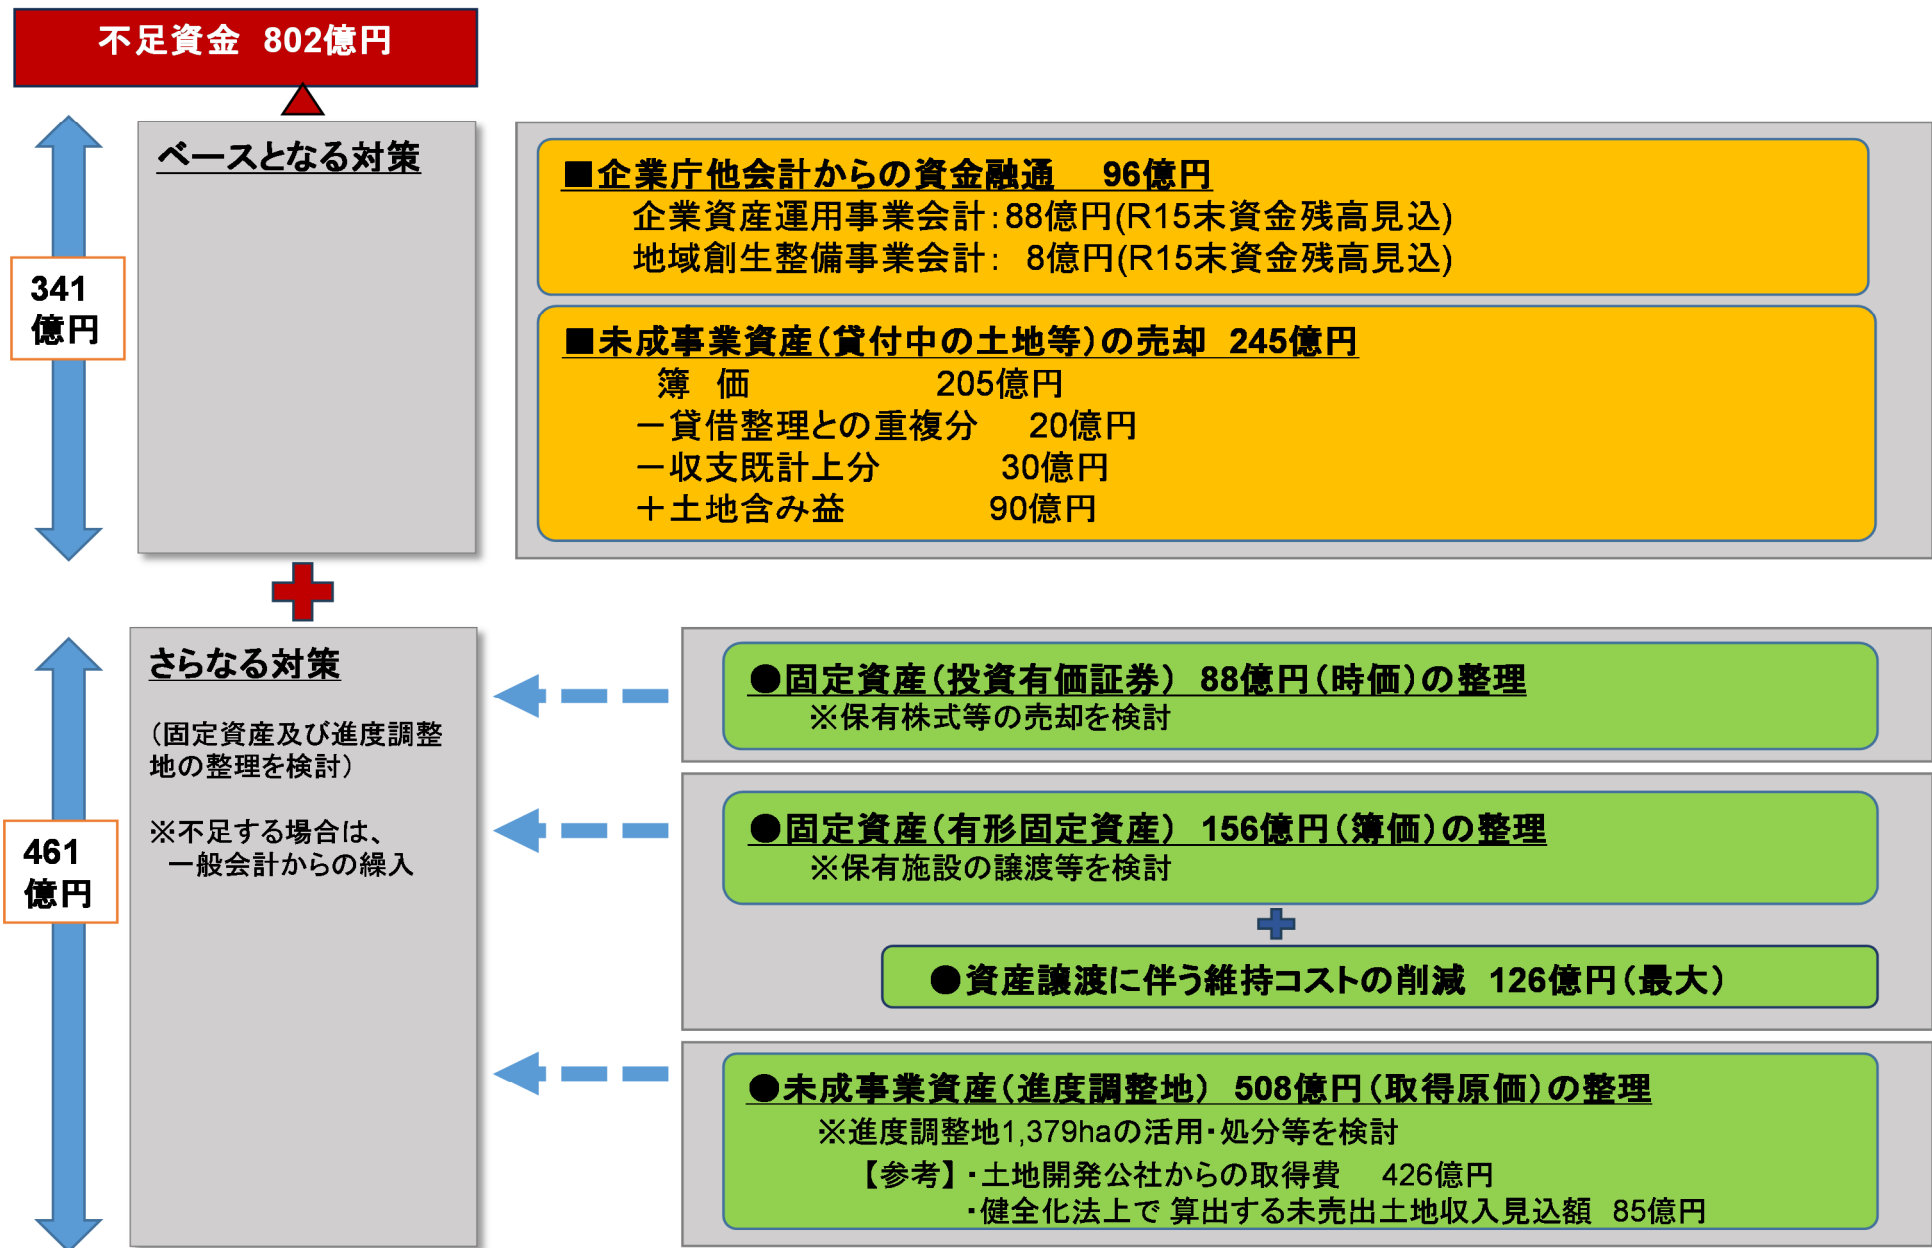 不足資金 802億円
ベースとなる対策
341
億円
■企業庁他会計からの資金融通 96億円
企業資産運用事業会計：88億円(R15末資金残高見込)
地域創生整備事業会計： 8億円(R15末資金残高見込)
■未成事業資産（貸付中の土地等）の売却 245億円
簿 価 205億円
－貸借整理との重複分 20億円
－収支既計上分 30億円
＋土地含み益 90億円
さらなる対策
（固定資産及び進度調整
地の整理を検討）
※不足する場合は、
一般会計からの繰入
461
億円
●固定資産（投資有価証券） 88億円（時価）の整理
※保有株式等の売却を検討
●固定資産（有形固定資産） 156億円（簿価）の整理
※保有施設の譲渡等を検討
●資産譲渡に伴う維持コストの削減 126億円（最大）
●未成事業資産（進度調整地） 508億円（取得原価）の整理
※進度調整地1,379haの活用・処分等を検討
【参考】・土地開発公社からの取得費 426億円
・健全化法上で 算出する未売出土地収入見込額 85億円